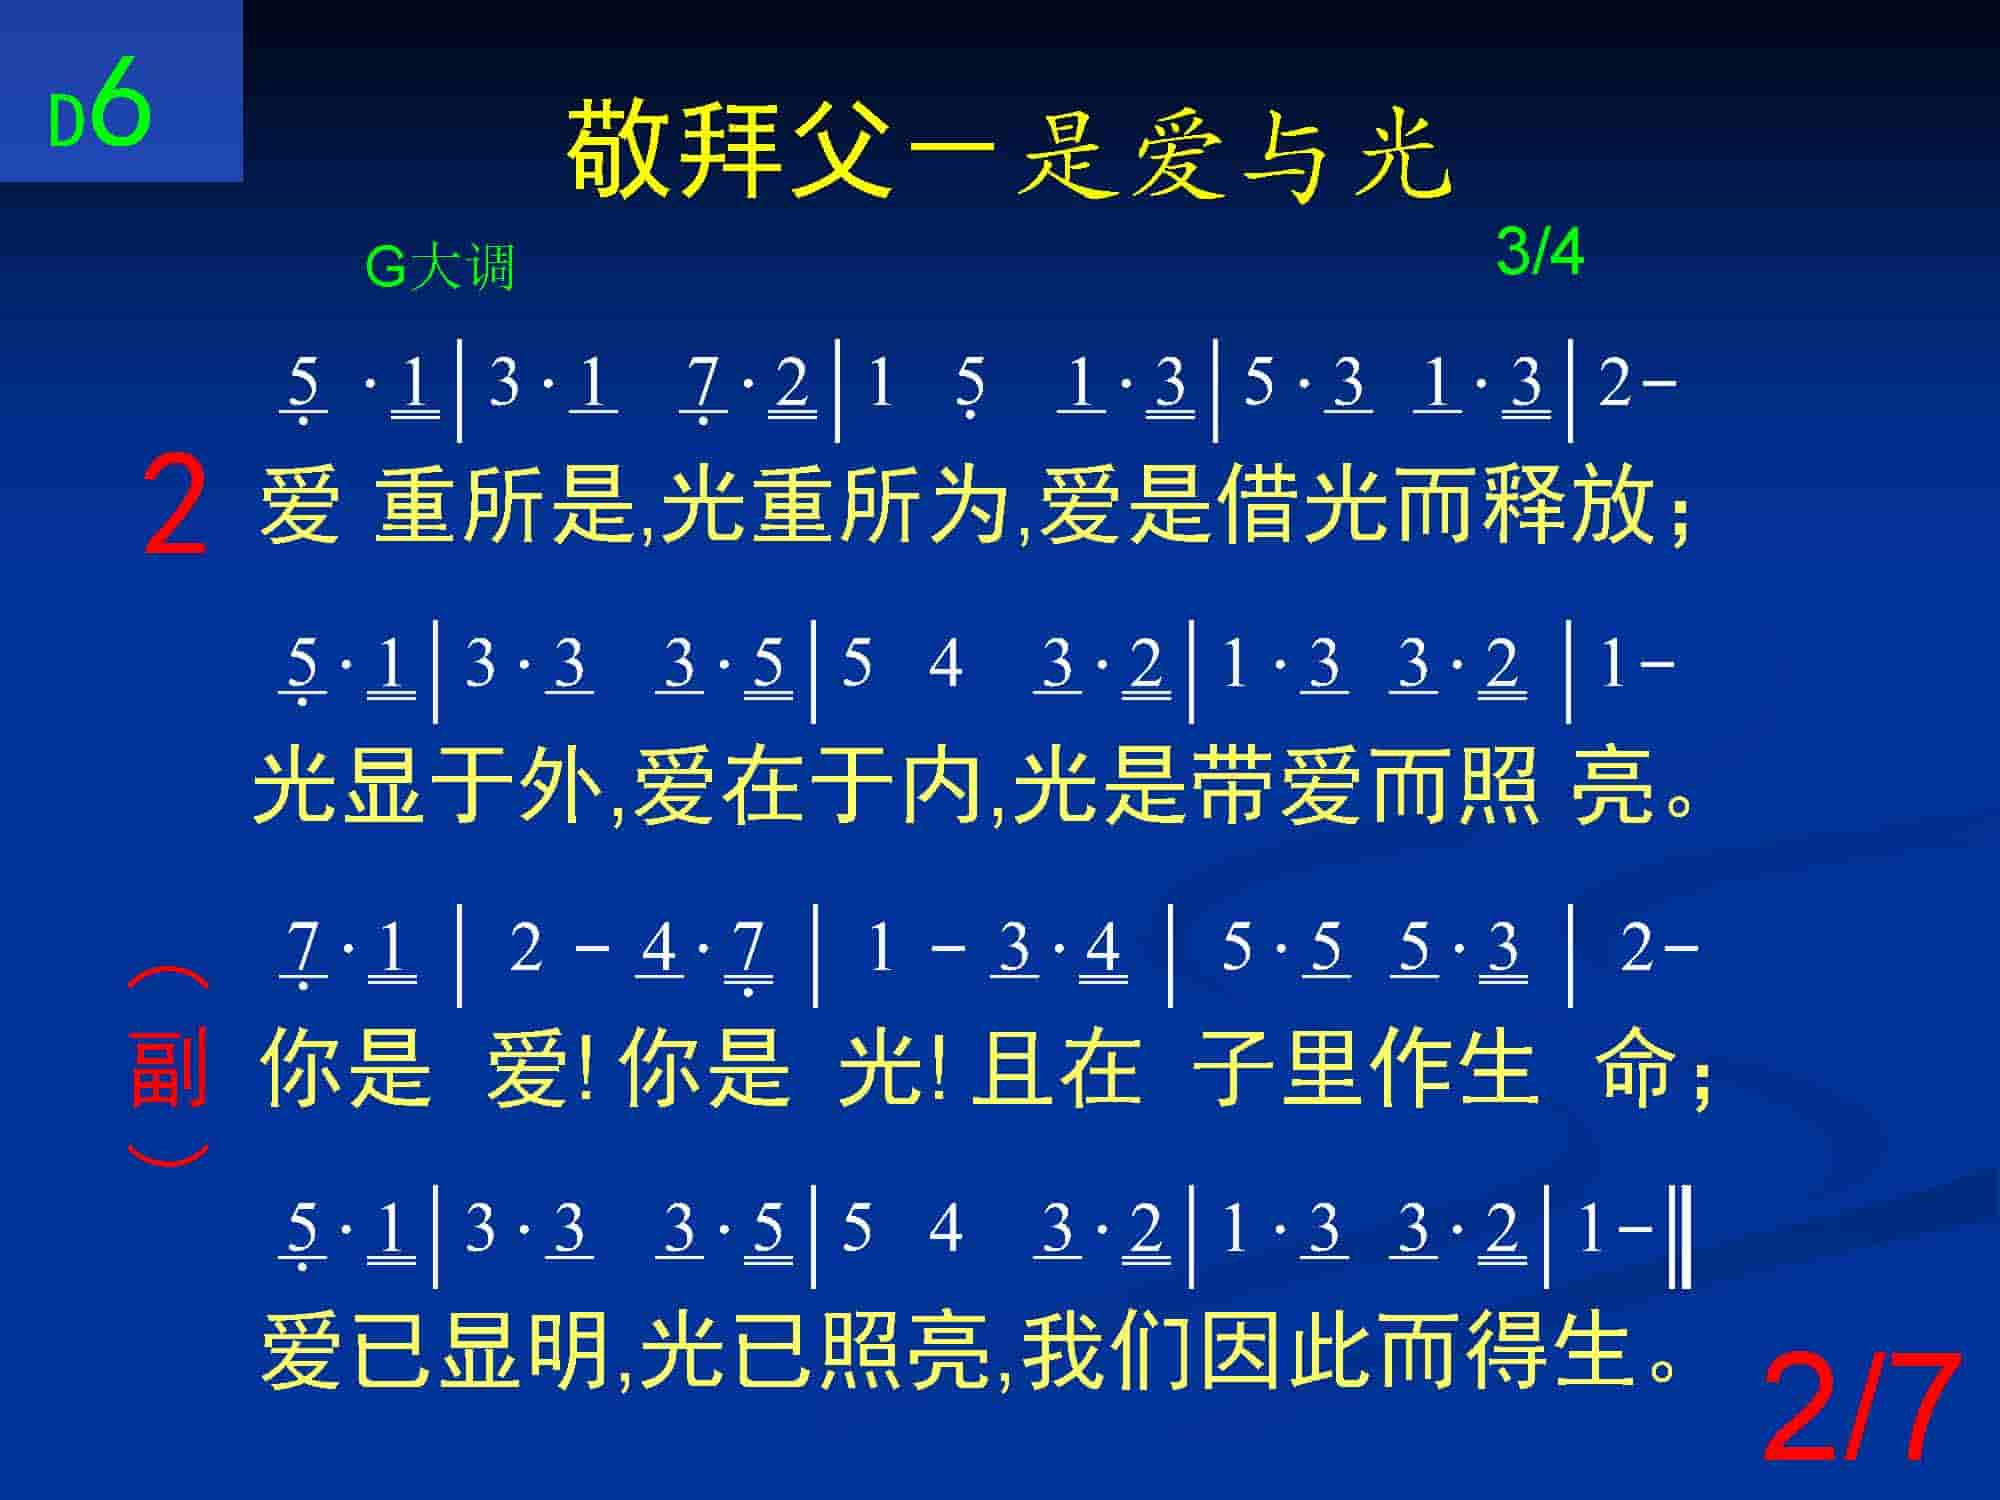 D6
敬拜父－是爱与光
G大调 3/4
5̣ · 1 | 3 · 1 7̣ · 2 | 1 5̣ 1 · 3 | 5 · 3 1 · 3 | 2 -
2 爱 重所是,光重所为,爱是借光而释放；
5̣ · 1 | 3 · 3 3 · 5 | 5 4 3 · 2 | 1 · 3 3 · 2 | 1 -
光显于外,爱在于内,光是带爱而照 亮。
7̣ · 1 | 2 - 4 · 7̣ | 1 - 3 · 4 | 5 · 5 5 · 3 | 2 -
（副） 你是 爱! 你是 光! 且在 子里作生 命；
5̣ · 1 | 3 · 3 3 · 5 | 5 4 3 · 2 | 1 · 3 3 · 2 | 1 - ‖
爱已显明,光已照亮,我们因此而得生。
2/7